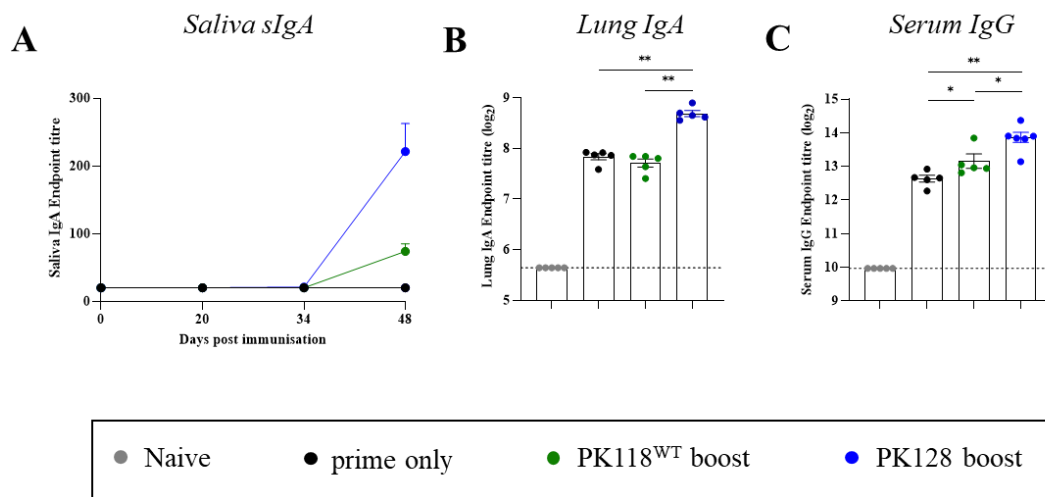 A
Saliva sIgA
Saliva IgA Endpoint titre
300
200
100
0
0 20 34 48
Days post immunisation
B
Lung IgA
Lung IgA Endpoint titre (log2)
**
**
9
8
7
6
5
C
Serum IgG
Serum IgG Endpoint titre (log2)
**
* *
15
14
13
12
11
10
9
Naive prime only PK118WT boost PK128 boost